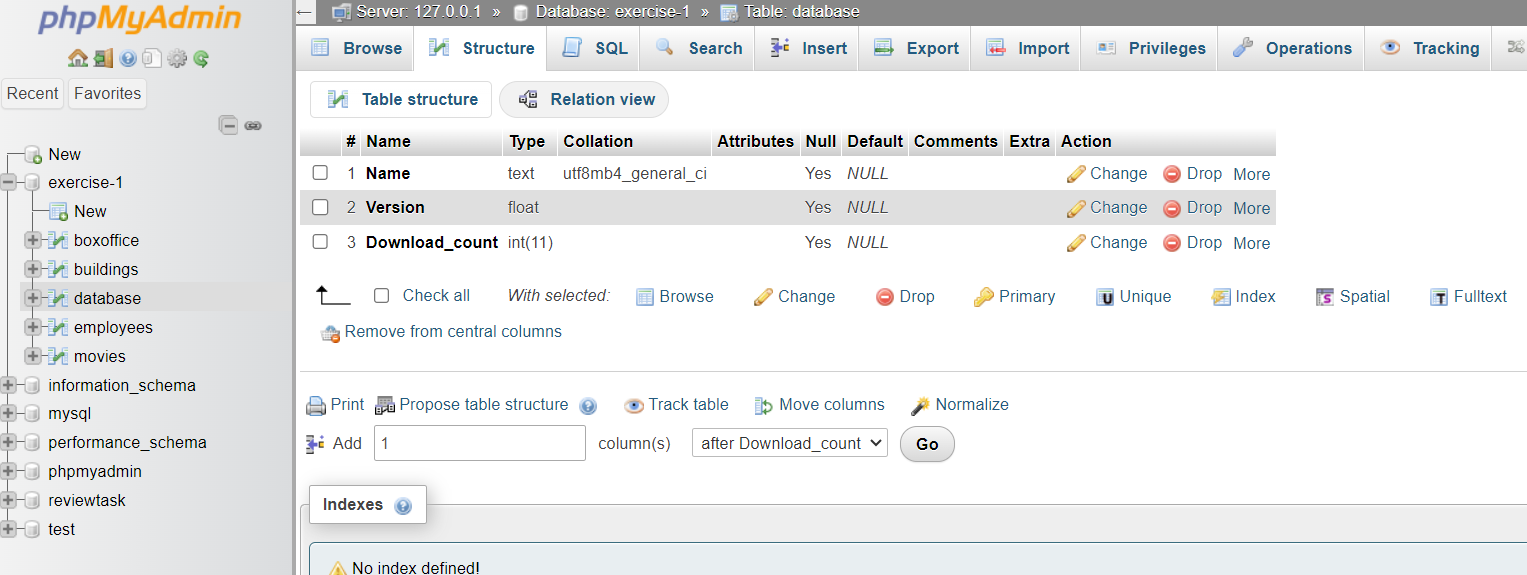 phpMyAdmin
Recent Favorites
New
exercise-1
New
boxoffice
buildings
database
employees
movies
information_schema
mysql
performance_schema
phpmyadmin
reviewtask
test
Server: 127.0.0.1 » Database: exercise-1 » Table: database
Browse Structure SQL Search Insert Export Import Privileges Operations Tracking
Table structure Relation view
# Name Type Collation Attributes Null Default Comments Extra Action
1 Name text utf8mb4_general_ci Yes NULL Change Drop More
2 Version float Yes NULL Change Drop More
3 Download_count int(11) Yes NULL Change Drop More
Check all With selected: Browse Change Drop Primary Unique Index Spatial Fulltext
Remove from central columns
Print Propose table structure Track table Move columns Normalize
Add 1 column(s) after Download_count Go
Indexes
No index defined!